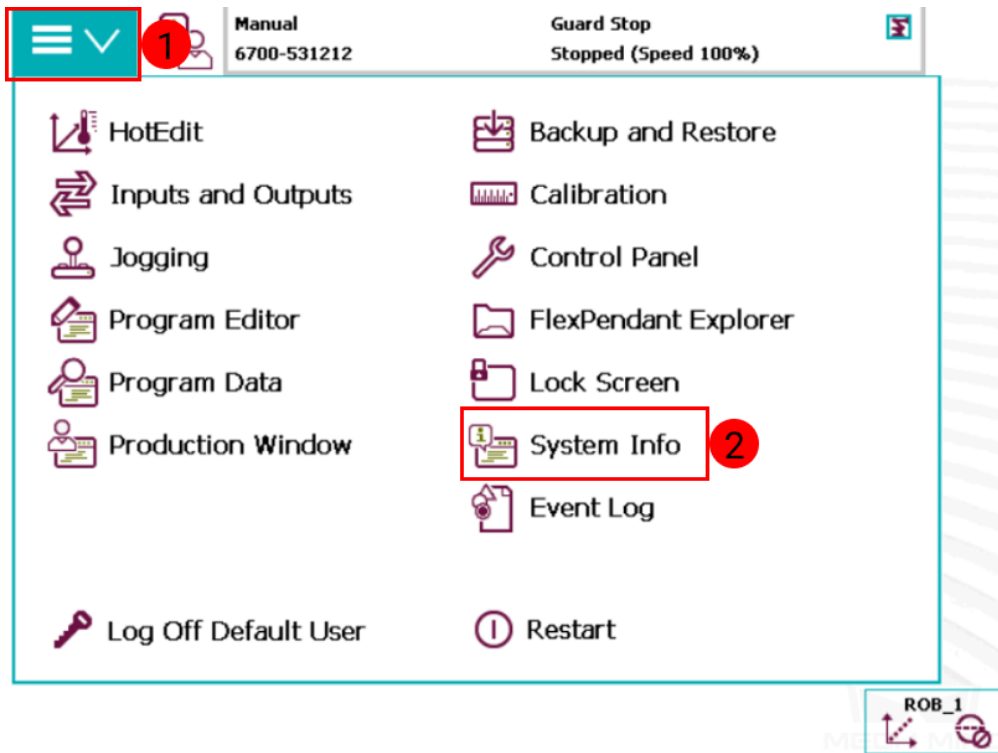 Manual
6700-531212
Guard Stop
Stopped (Speed 100%)
1
HotEdit
Inputs and Outputs
Jogging
Program Editor
Program Data
Production Window
Backup and Restore
Calibration
Control Panel
FlexPendant Explorer
Lock Screen
System Info
2
Event Log
Log Off Default User
Restart
ROB_1